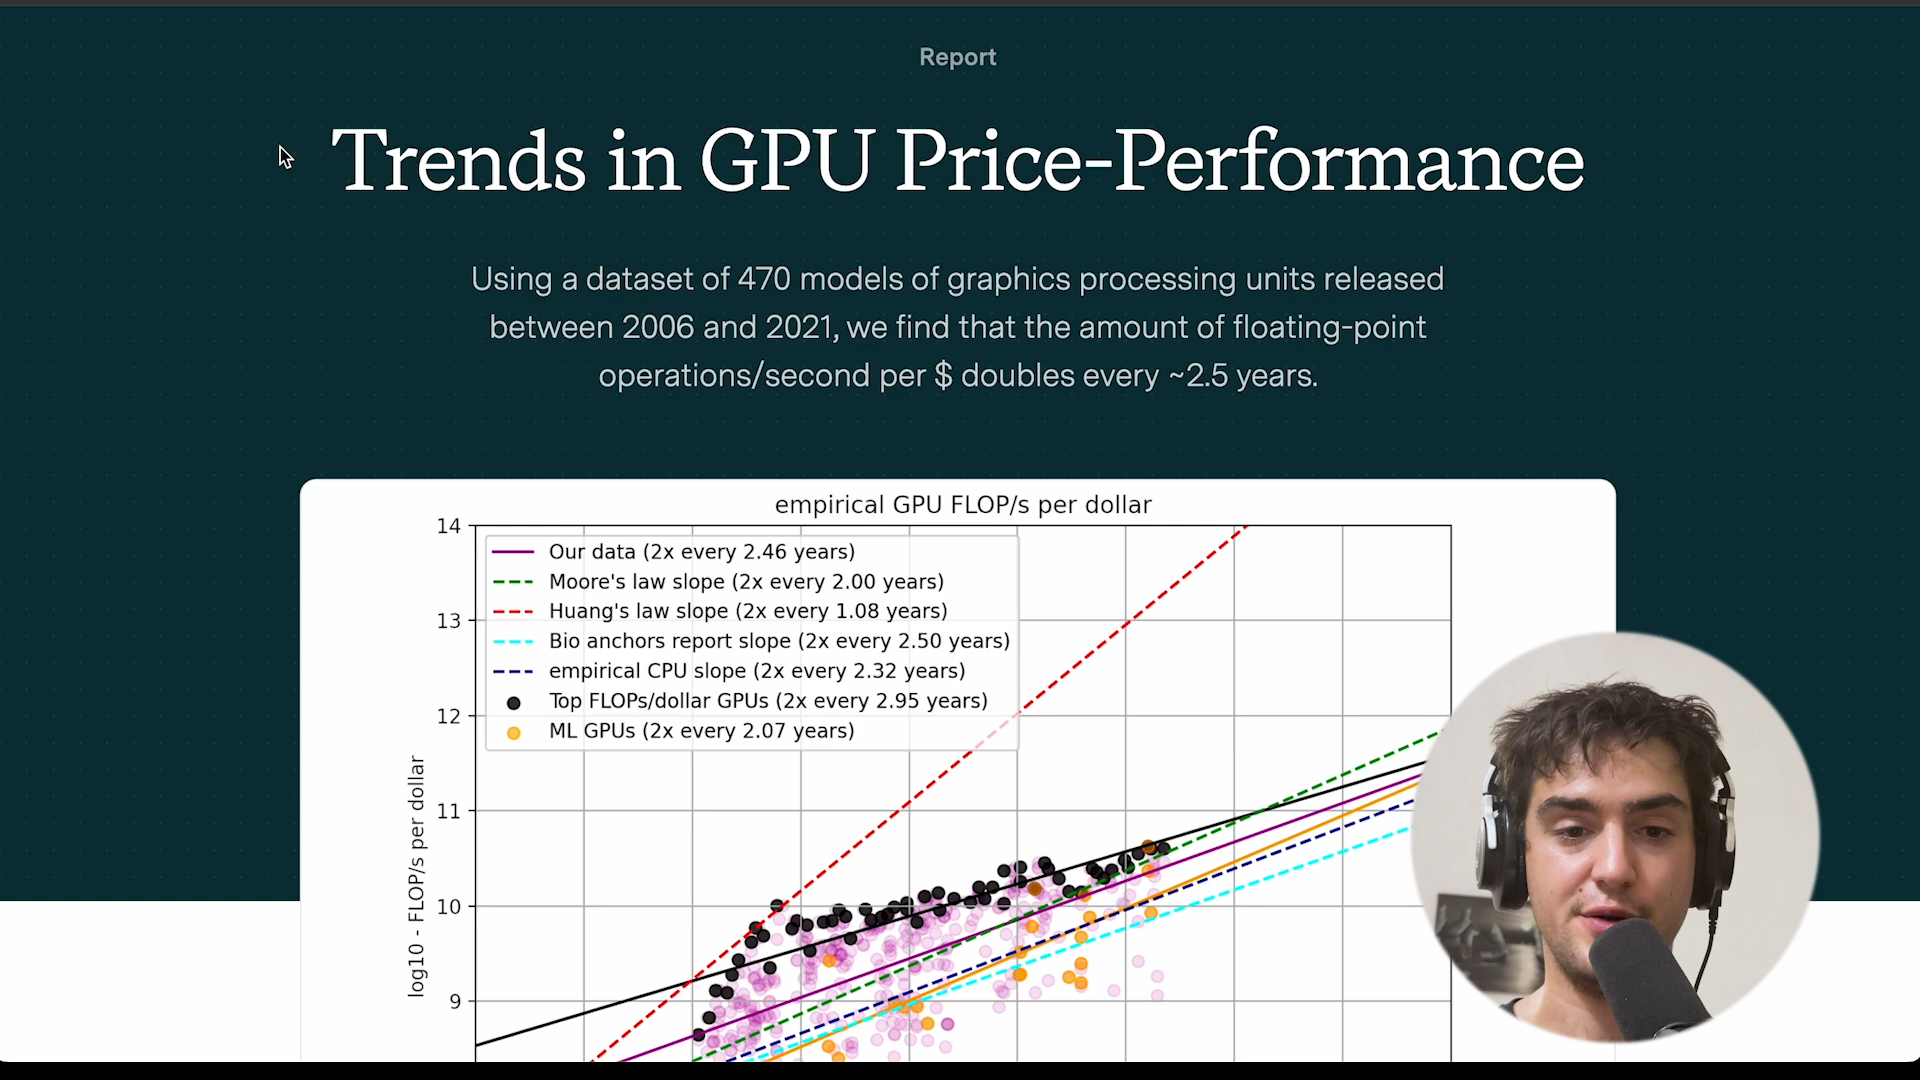 Report
Trends in GPU Price-Performance
Using a dataset of 470 models of graphics processing units released
between 2006 and 2021, we find that the amount of floating-point
operations/second per $ doubles every ~2.5 years.
empirical GPU FLOP/s per dollar
14
Our data (2x every 2.46 years)
Moore's law slope (2x every 2.00 years)
Huang's law slope (2x every 1.08 years)
13
Bio anchors report slope (2x every 2.50 years)
empirical CPU slope (2x every 2.32 years)
Top FLOPs/dollar GPUs (2x every 2.95 years)
12
ML GPUs (2x every 2.07 years)
11
10
9
log10 - FLOP/s per dollar